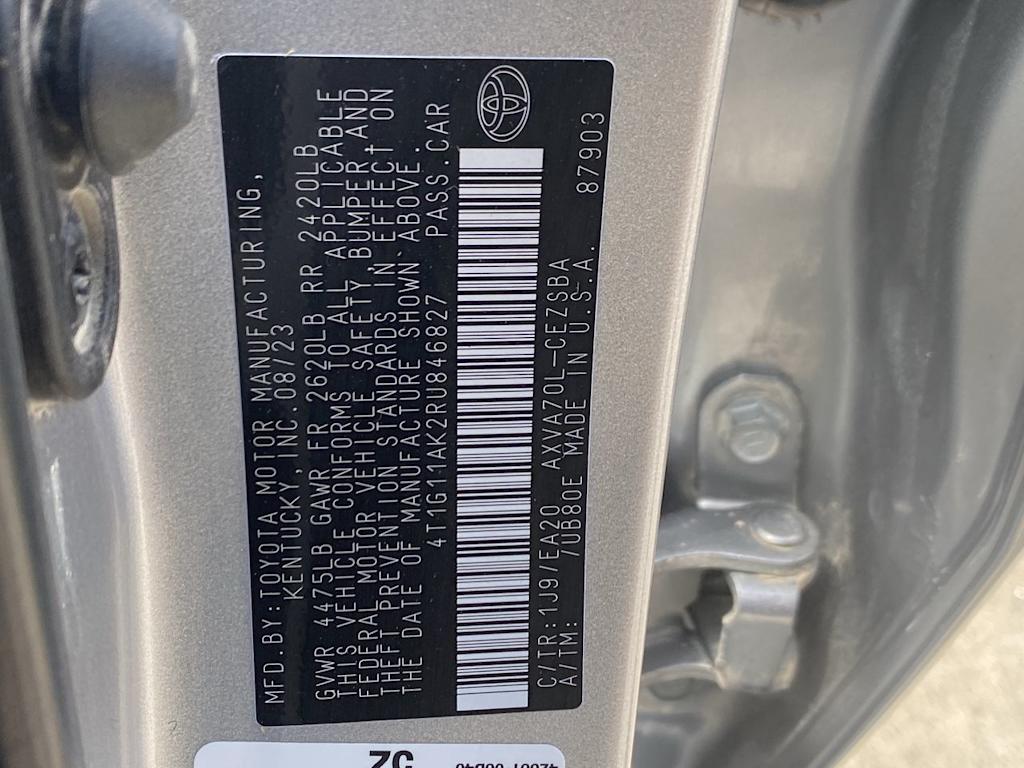 MFD.BY:TOYOTA MOTOR MANUFACTURING,
KENTUCKY,INC.08/23
GVWR 4475LB GAWR FR 2620LB RR 2420LB
THIS VEHICLE CONFORMS TO ALL APPLICABLE
FEDERAL MOTOR VEHICLE SAFETY, BUMPER, AND
THEFT PREVENTION STANDARDS IN EFFECT ON
THE DATE OF MANUFACTURE SHOWN ABOVE.
4T1G11AK2RU846827 PASS.CAR
C/TR:1J9/EA20 AXVA70L-CEZSBA 87903
A/TM: /UB80E MADE IN U.S.A.